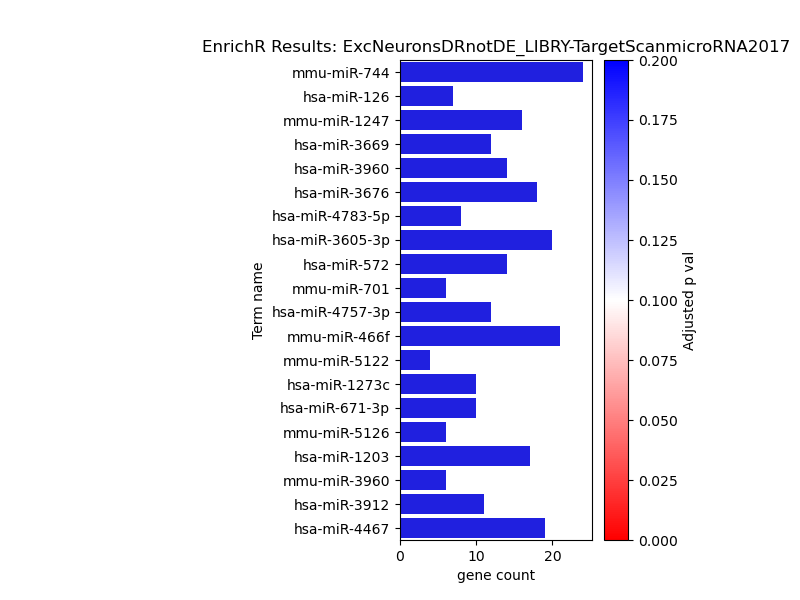 EnrichR Results: ExcNeuronsDRnotDE_LIBRY-TargetScanmicroRNA2017
mmu-miR-744
hsa-miR-126
mmu-miR-1247
hsa-miR-3669
hsa-miR-3960
hsa-miR-3676
hsa-miR-4783-5p
hsa-miR-3605-3p
hsa-miR-572
mmu-miR-701
hsa-miR-4757-3p
mmu-miR-466f
mmu-miR-5122
hsa-miR-1273c
hsa-miR-671-3p
mmu-miR-5126
hsa-miR-1203
mmu-miR-3960
hsa-miR-3912
hsa-miR-4467
Term name
0 10 20
gene count
0.200
0.175
0.150
0.125
0.100
0.075
0.050
0.025
0.000
Adjusted p val